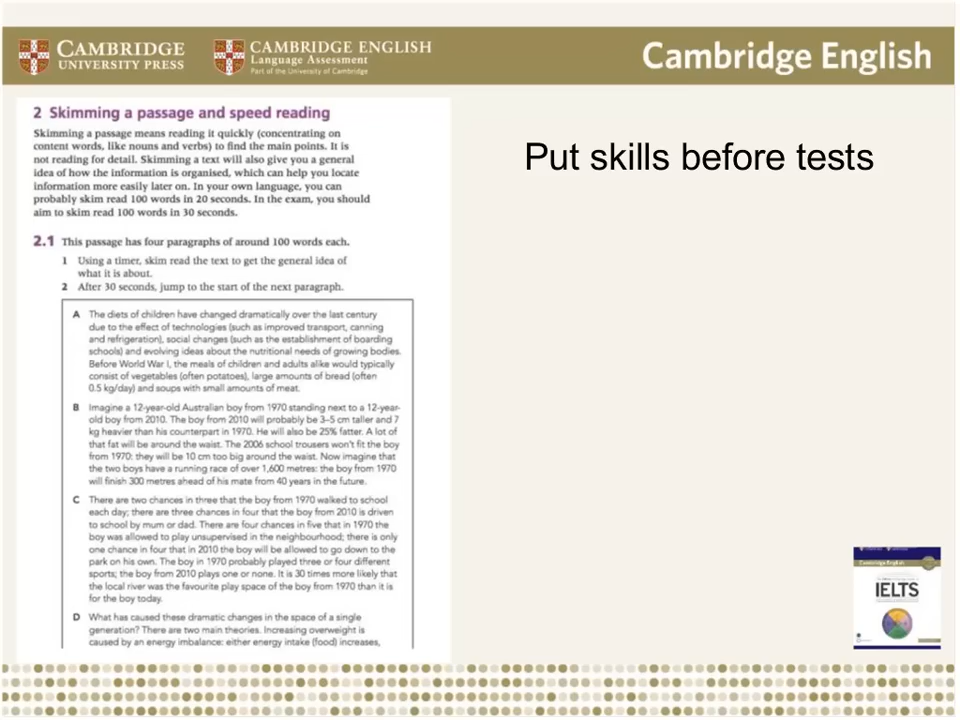 CAMBRIDGE
UNIVERSITY PRESS
CAMBRIDGE ENGLISH
Language Assessment
Part of the University of Cambridge
Cambridge English
2 Skimming a passage and speed reading
Skimming a passage means reading it quickly (concentrating on
content words, like nouns and verbs) to find the main points. It is
not reading for detail. Skimming a text will also give you a general
idea of how the information is organised, which can help you locate
information more easily later on. In your own language, you can
probably skim read 100 words in 20 seconds. In the exam, you should
aim to skim read 100 words in 30 seconds.
2.1 This passage has four paragraphs of around 100 words each.
1 Using a timer, skim read the text to get the general idea of
what it is about.
2 After 30 seconds, jump to the start of the next paragraph.
A The diets of children have changed dramatically over the last century
due to the effect of technologies (such as improved transport, canning
and refrigeration), social changes (such as the establishment of boarding
schools) and evolving ideas about the nutritional needs of growing bodies.
Before World War I, the meals of children and adults alike would typically
consist of vegetables (often potatoes), large amounts of bread (often
0.5 kg/day) and soups with small amounts of meat.
B Imagine a 12-year-old Australian boy from 1970 standing next to a 12-year-
old boy from 2010. The boy from 2010 will probably be 3–5 cm taller and 7
kg heavier than his counterpart in 1970. He will also be 25% fatter. A lot of
that fat will be around the waist. The 2006 school trousers won't fit the boy
from 1970: they will be 10 cm too big around the waist. Now imagine that
the two boys have a running race of over 1,600 metres: the boy from 1970
will finish 300 metres ahead of his mate from 40 years in the future.
C There are two chances in three that the boy from 1970 walked to school
each day; there are three chances in four that the boy from 2010 is driven
to school by mum or dad. There are four chances in five that in 1970 the
boy was allowed to play unsupervised in the neighbourhood; there is only
one chance in four that in 2010 the boy will be allowed to go down to the
park on his own. The boy in 1970 probably played three or four different
sports; the boy from 2010 plays one or none. It is 30 times more likely that
the local river was the favourite play space of the boy from 1970 than it is
for the boy today.
D What has caused these dramatic changes in the space of a single
generation? There are two main theories. Increasing overweight is
caused by an energy imbalance: either energy intake (food) increases,
Put skills before tests
Cambridge English
IELTS